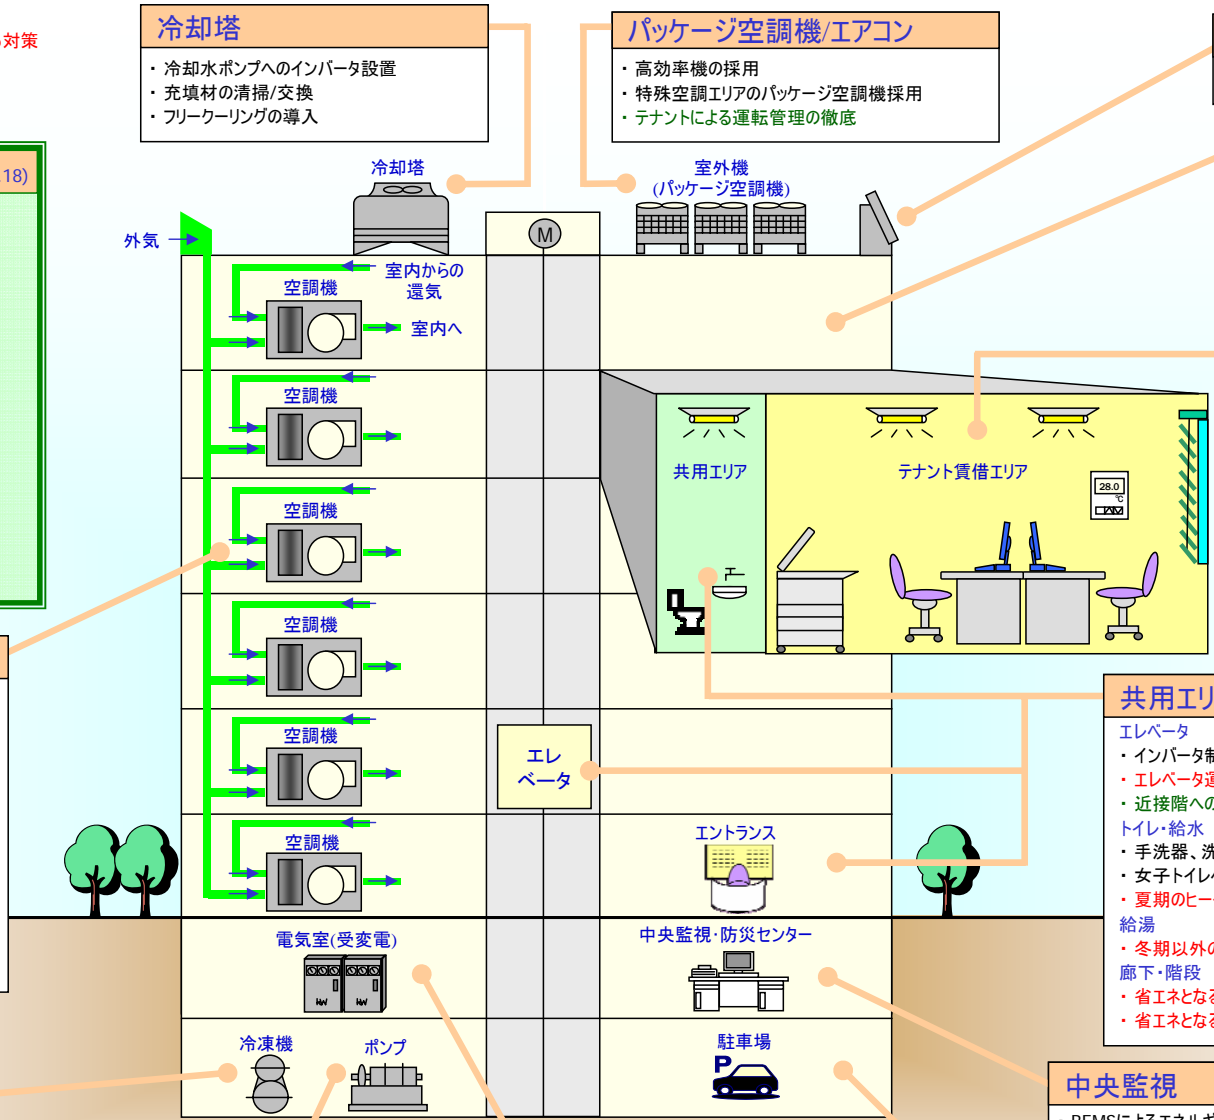 対策
18)
冷却塔
・ 冷却水ポンプへのインバータ設置
・ 充填材の清掃/交換
・ フリークーリングの導入
パッケージ空調機/エアコン
・ 高効率機の採用
・ 特殊空調エリアのパッケージ空調機採用
・ テナントによる運転管理の徹底
冷却塔
室外機
(パッケージ空調機)
外気
M
室内からの
還気
空調機
室内へ
空調機
共用エリア
テナント賃借エリア
28.0
℃
空調機
空調機
空調機
エレ
ベータ
空調機
エントランス
共用エリ
エレベータ
・ インバータ制
・ エレベータ運
・ 近接階への
トイレ・給水
・ 手洗器、洗
・ 女子トイレ
・ 夏期のヒー
給湯
・ 冬期以外の
廊下・階段
・ 省エネとなる
・ 省エネとなる
電気室(受変電)
中央監視・防災センター
冷凍機
ポンプ
駐車場
P
中央監視
・ BEMSによるエネルギ